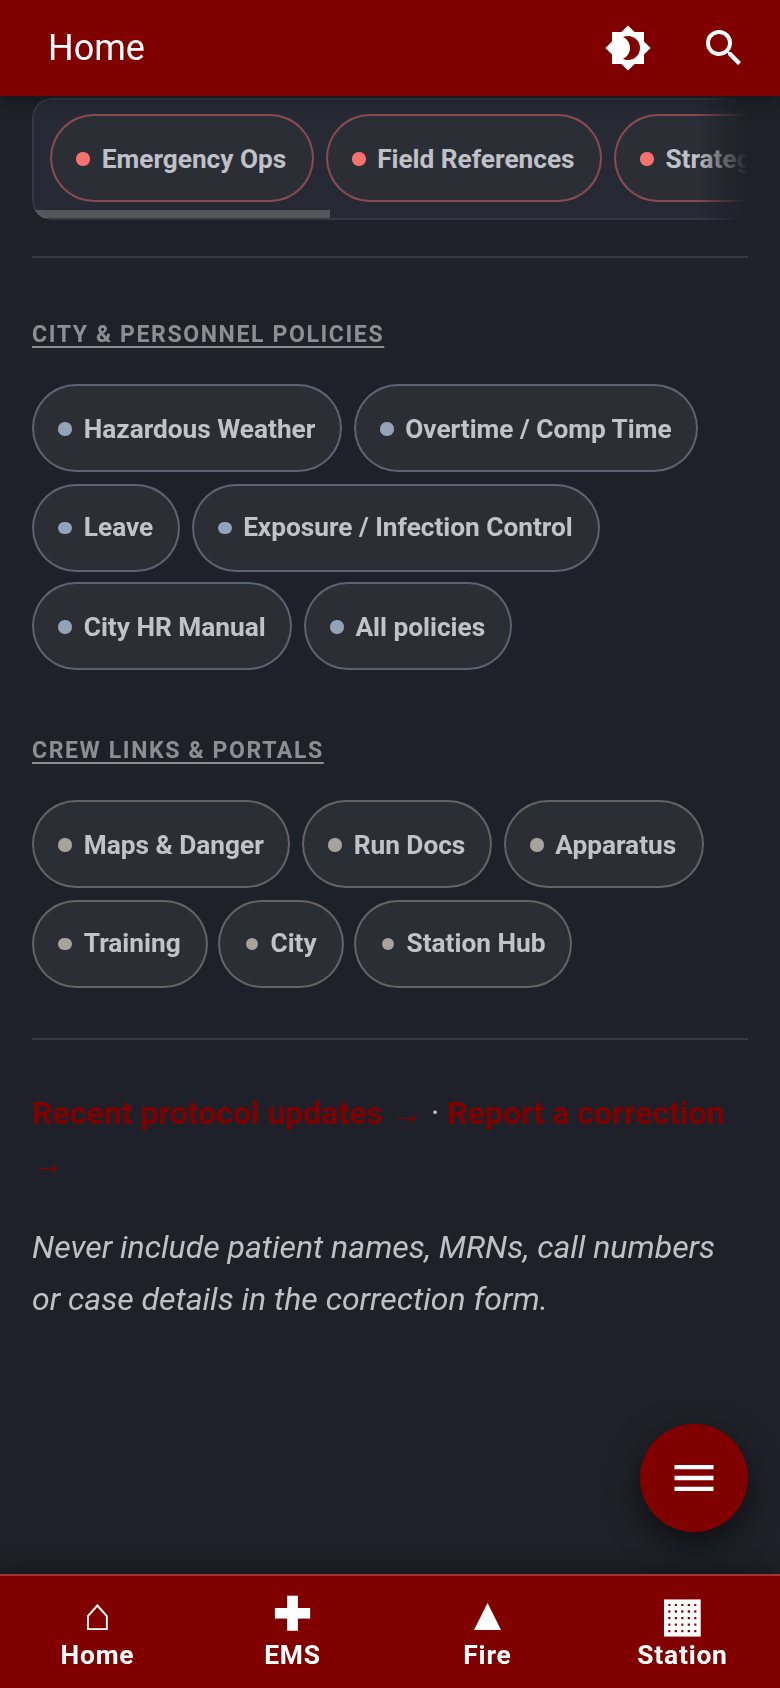 Home
Emergency Ops Field References
CITY & PERSONNEL POLICIES
Hazardous Weather Overtime / Comp Time
Leave Exposure / Infection Control
City HR Manual All policies
CREW LINKS & PORTALS
Maps & Danger Run Docs Apparatus
Training City Station Hub
Recent protocol updates → · Report a correction
→
Never include patient names, MRNs, call numbers
or case details in the correction form.
Home EMS Fire Station